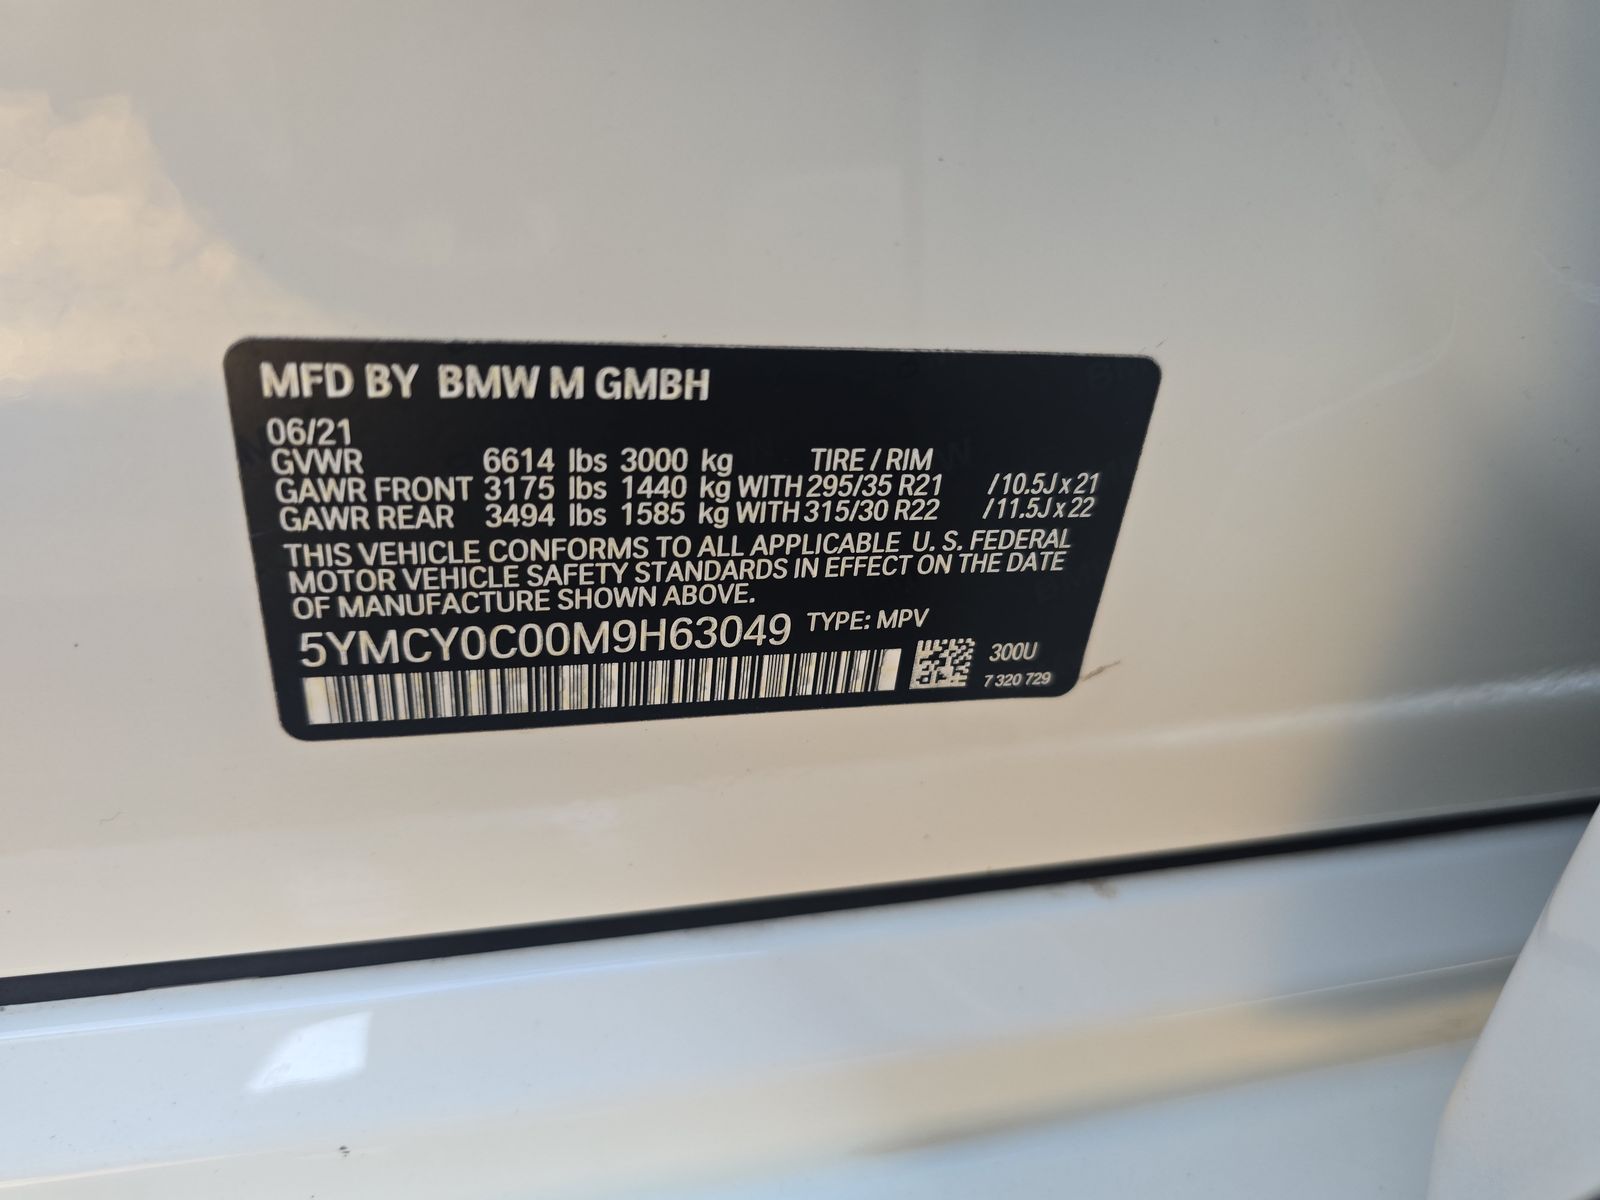 MFD BY BMW M GMBH
06/21
GVWR 6614 lbs 3000 kg TIRE / RIM
GAWR FRONT 3175 lbs 1440 kg WITH 295/35 R21 / 10.5J x 21
GAWR REAR 3494 lbs 1585 kg WITH 315/30 R22 / 11.5J x 22
THIS VEHICLE CONFORMS TO ALL APPLICABLE U. S. FEDERAL
MOTOR VEHICLE SAFETY STANDARDS IN EFFECT ON THE DATE
OF MANUFACTURE SHOWN ABOVE.
5YMCY0C00M9H63049 TYPE: MPV
300U
7 320 729